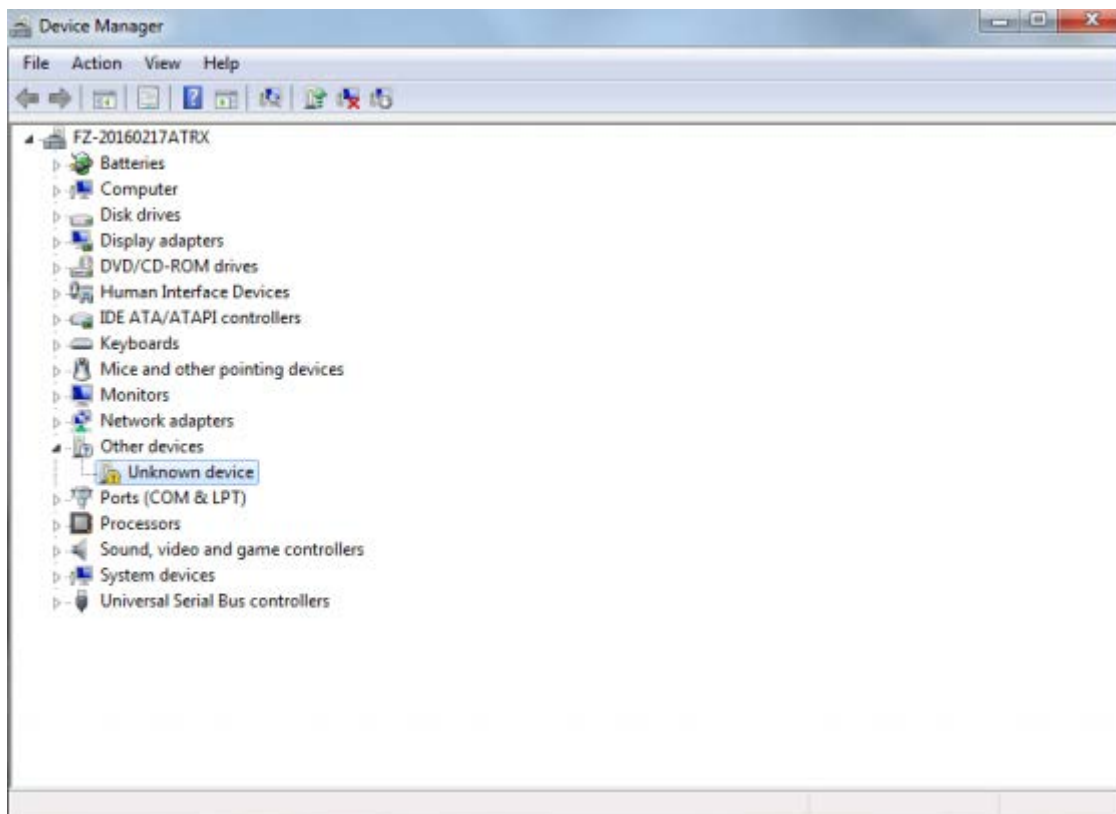 Device Manager
File Action View Help
FZ-20160217ATRX
Batteries
Computer
Disk drives
Display adapters
DVD/CD-ROM drives
Human Interface Devices
IDE ATA/ATAPI controllers
Keyboards
Mice and other pointing devices
Monitors
Network adapters
Other devices
Unknown device
Ports (COM & LPT)
Processors
Sound, video and game controllers
System devices
Universal Serial Bus controllers